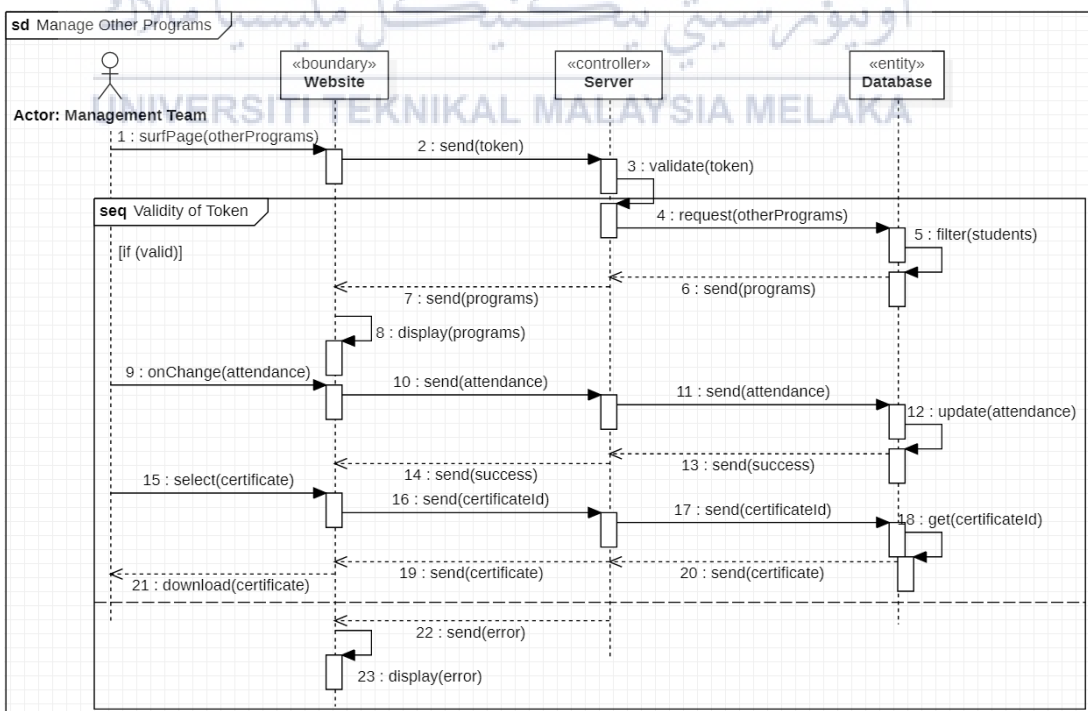 اونيۏرسيتي تيكنيكل مليسيا ملاك
sd Manage Other Programs
«boundary»
Website
«controller»
Server
«entity»
Database
UNIVERSITI TEKNIKAL MALAYSIA MELAKA
Actor: Management Team
1 : surfPage(otherPrograms)
2 : send(token)
3 : validate(token)
seq Validity of Token
4 : request(otherPrograms)
[if (valid)]
5 : filter(students)
6 : send(programs)
7 : send(programs)
8 : display(programs)
9 : onChange(attendance)
10 : send(attendance)
11 : send(attendance)
12 : update(attendance)
13 : send(success)
14 : send(success)
15 : select(certificate)
16 : send(certificateId)
17 : send(certificateId)
18 : get(certificateId)
19 : send(certificate)
20 : send(certificate)
21 : download(certificate)
22 : send(error)
23 : display(error)